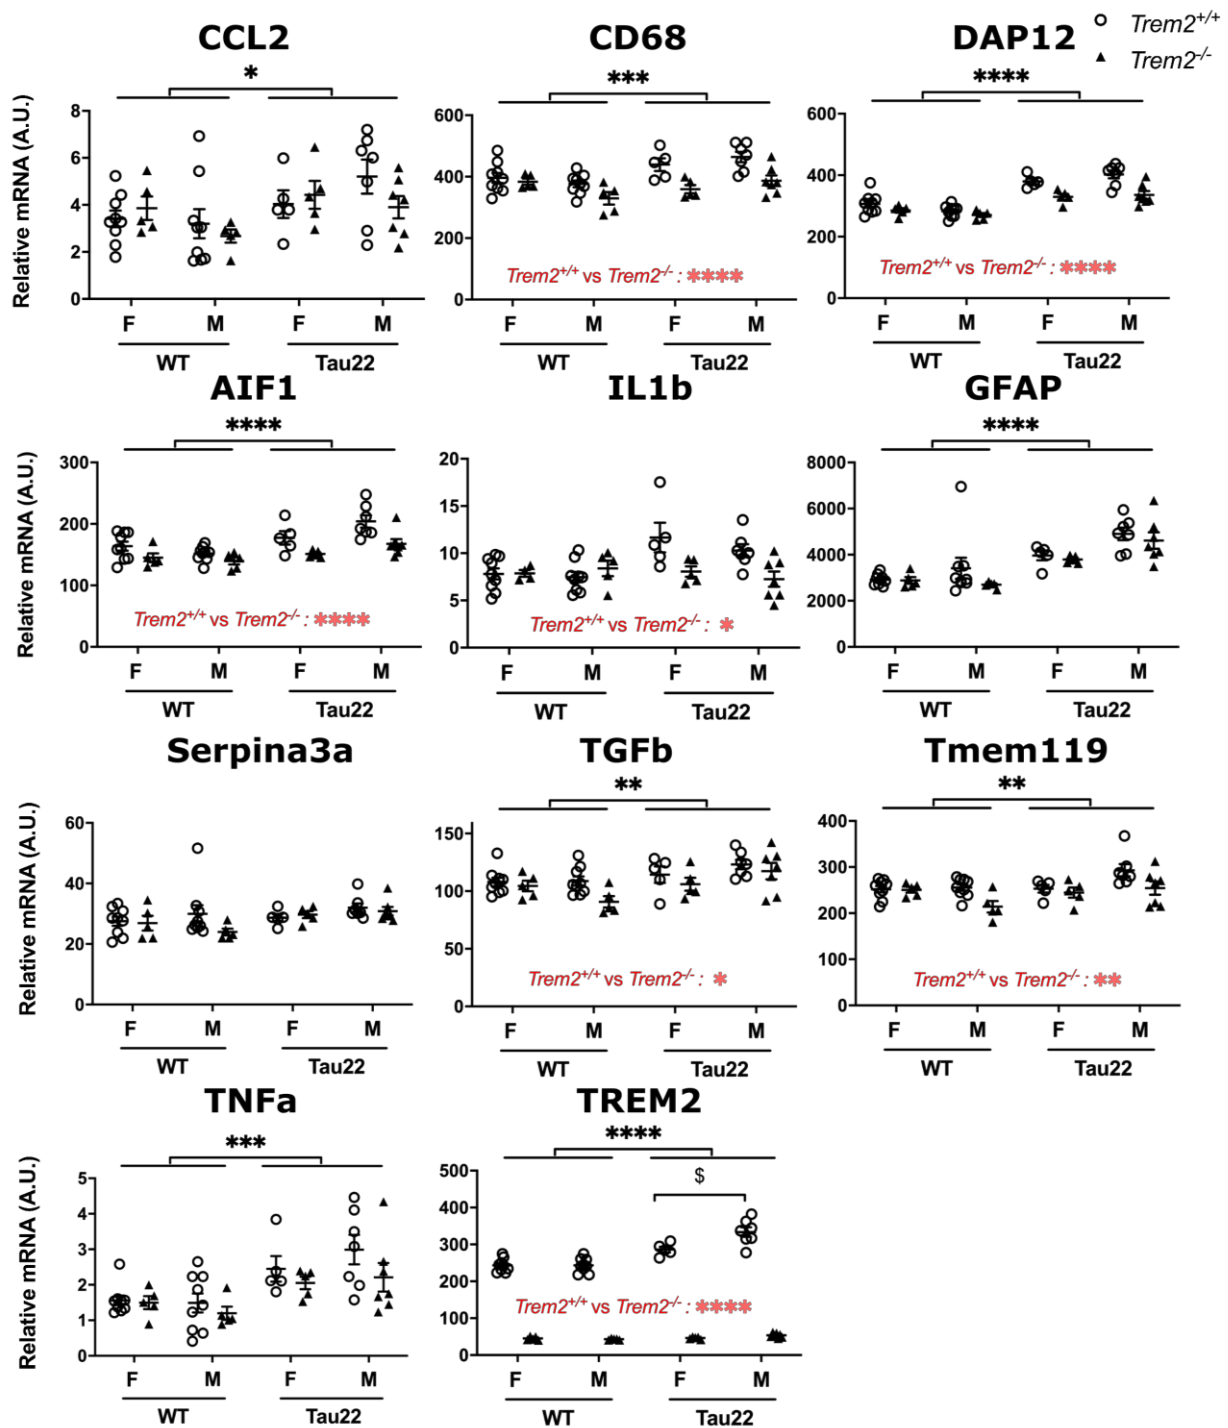 Trem2+/+
Trem2-/-
CCL2
CD68
DAP12
*
***
****
Relative mRNA (A.U.)
8
6
4
2
0
600
400
200
0
600
400
200
0
Trem2+/+ vs Trem2-/- : ****
Trem2+/+ vs Trem2-/- : ****
F M F M
WT Tau22
F M F M
WT Tau22
F M F M
WT Tau22
AIF1
IL1b
GFAP
****
****
Relative mRNA (A.U.)
300
200
100
0
20
15
10
5
0
8000
6000
4000
2000
0
Trem2+/+ vs Trem2-/- : ****
Trem2+/+ vs Trem2-/- : *
F M F M
WT Tau22
F M F M
WT Tau22
F M F M
WT Tau22
Serpina3a
TGFb
Tmem119
**
**
Relative mRNA (A.U.)
60
40
20
0
150
100
50
0
400
300
200
100
0
Trem2+/+ vs Trem2-/- : *
Trem2+/+ vs Trem2-/- : **
F M F M
WT Tau22
F M F M
WT Tau22
F M F M
WT Tau22
TNFa
TREM2
***
****
$
Relative mRNA (A.U.)
5
4
3
2
1
0
500
400
300
200
100
0
Trem2+/+ vs Trem2-/- : ****
F M F M
WT Tau22
F M F M
WT Tau22